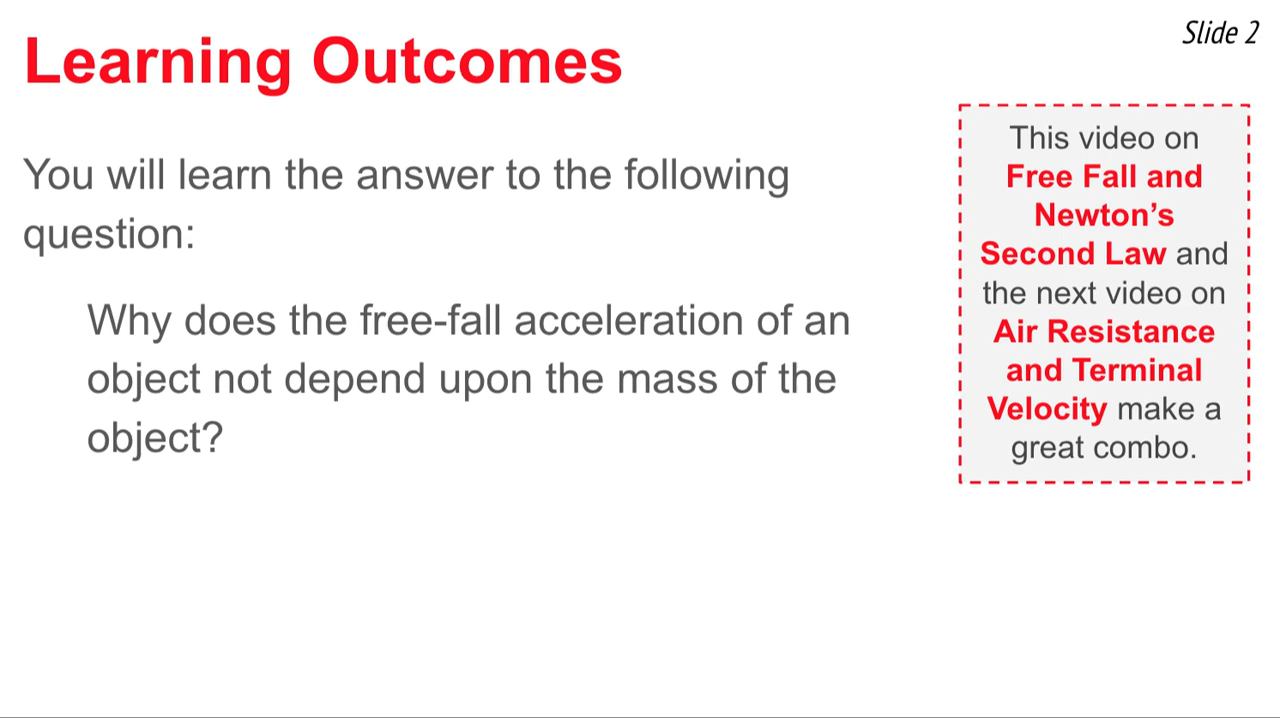 Slide 2
Learning Outcomes
You will learn the answer to the following
question:
Why does the free-fall acceleration of an
object not depend upon the mass of the
object?
This video on
Free Fall and
Newton’s
Second Law and
the next video on
Air Resistance
and Terminal
Velocity make a
great combo.